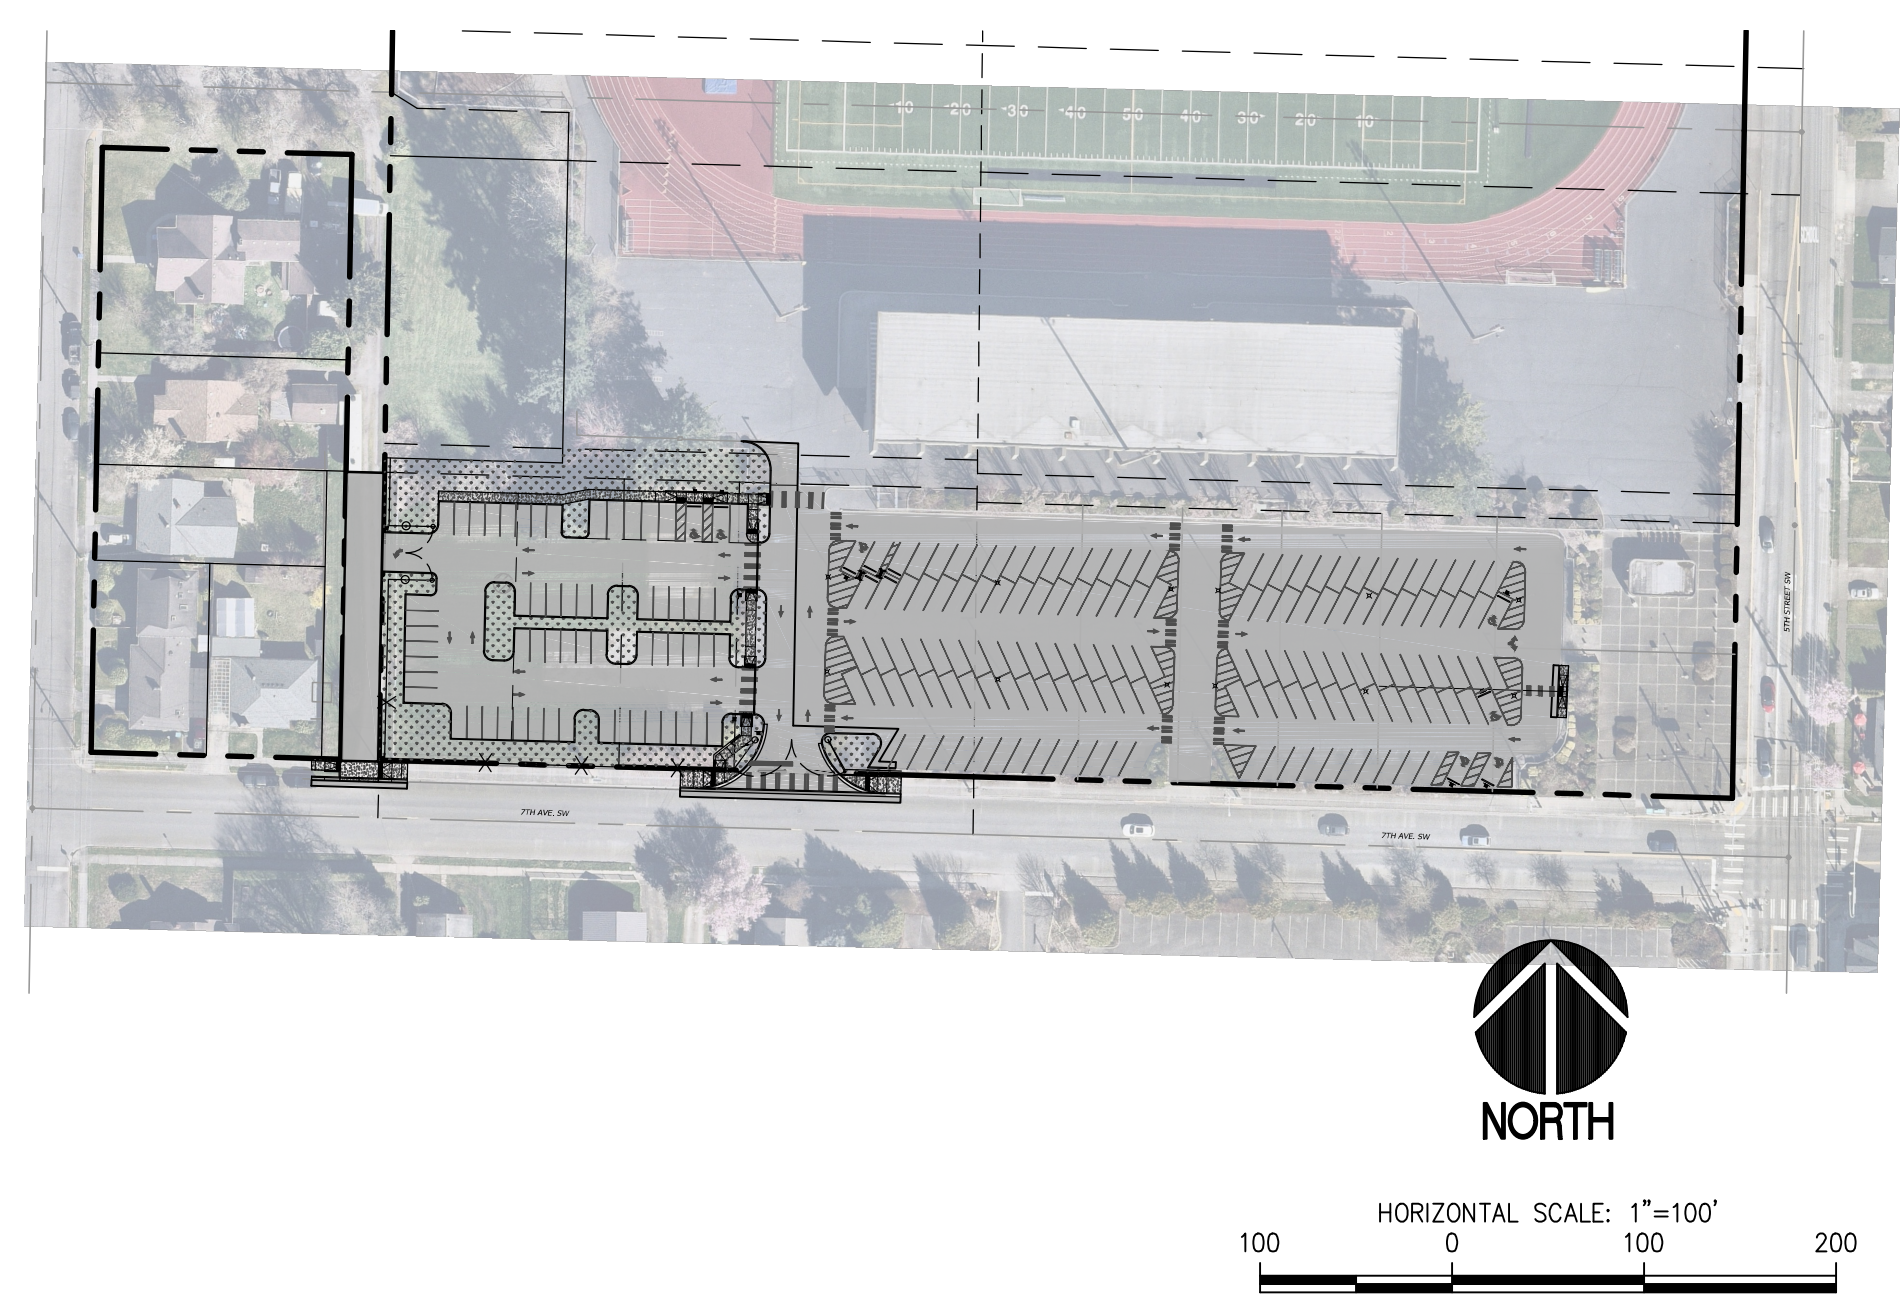 10 20 30 40 50 40 30 20 10
SCHOOL
5TH STREET SW
7TH AVE. SW
7TH AVE. SW
NORTH
HORIZONTAL SCALE: 1"=100'
100 0 100 200